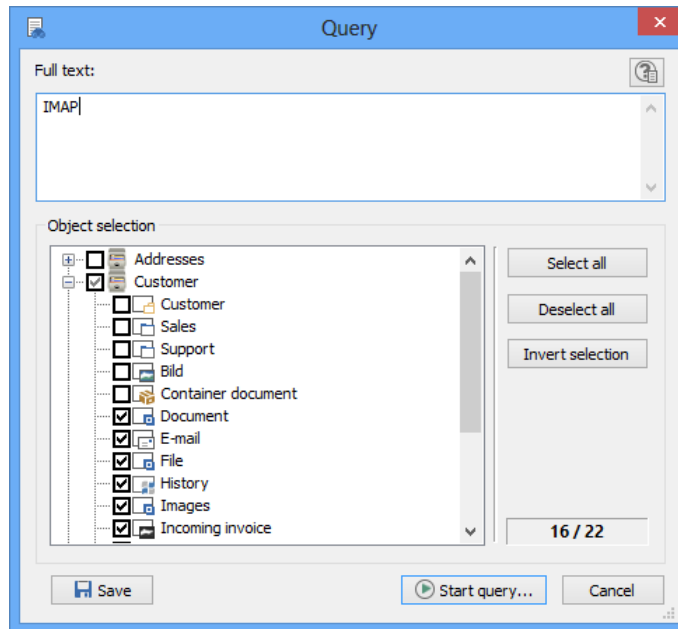 Query
Full text:
IMAP
Object selection
Addresses
Customer
Customer
Sales
Support
Bild
Container document
Document
E-mail
File
History
Images
Incoming invoice
Select all
Deselect all
Invert selection
16 / 22
Save
Start query...
Cancel